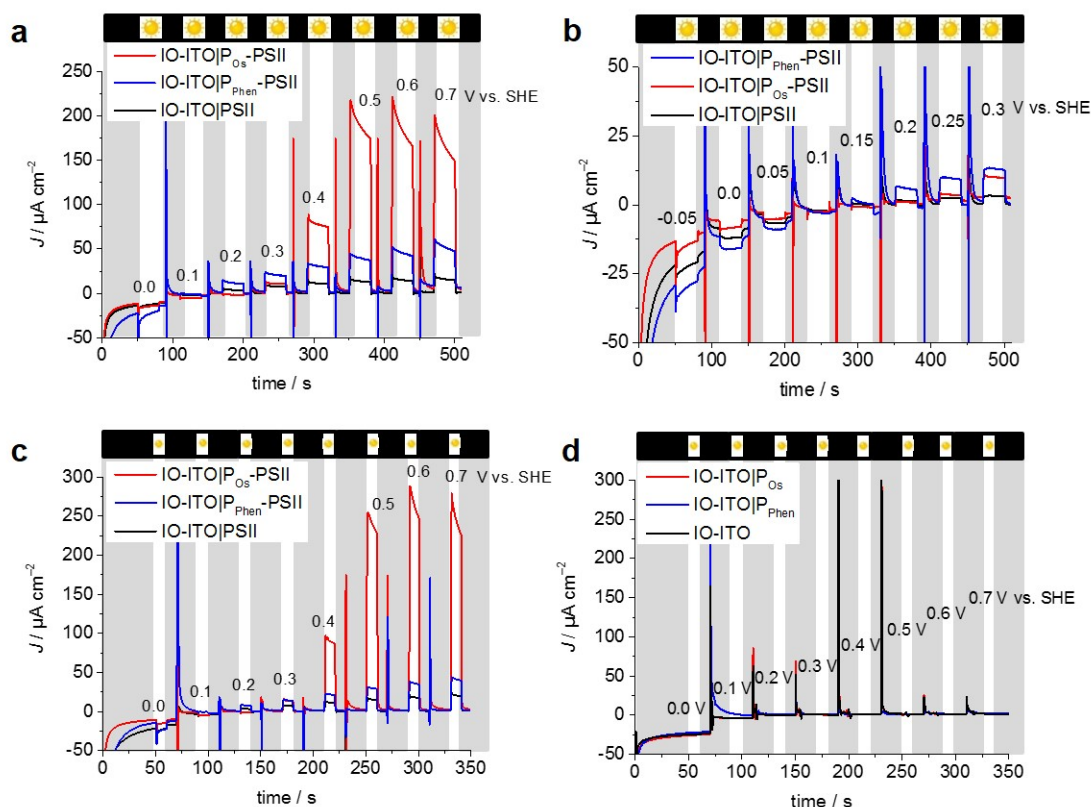 a
IO-ITO|P_Os-PSII
IO-ITO|P_Phen-PSII
IO-ITO|PSII
J / µA cm⁻²
250
200
150
100
50
0
-50
0.0
0.1
0.2
0.3
0.4
0.5
0.6
0.7 V vs. SHE
0 100 200 300 400 500
time / s
b
IO-ITO|P_Phen-PSII
IO-ITO|P_Os-PSII
IO-ITO|PSII
J / µA cm⁻²
50
25
0
-25
-50
-0.05
0.0
0.05
0.1
0.15
0.2
0.25
0.3 V vs. SHE
0 100 200 300 400 500
time / s
c
IO-ITO|P_Os-PSII
IO-ITO|P_Phen-PSII
IO-ITO|PSII
J / µA cm⁻²
300
250
200
150
100
50
0
-50
0.0
0.1
0.2
0.3
0.4
0.5
0.6
0.7 V vs. SHE
0 50 100 150 200 250 300 350
time / s
d
IO-ITO|P_Os
IO-ITO|P_Phen
IO-ITO
J / µA cm⁻²
300
250
200
150
100
50
0
-50
0.0 V
0.1 V
0.2 V
0.3 V
0.4 V
0.5 V
0.6 V
0.7 V vs. SHE
0 50 100 150 200 250 300 350
time / s